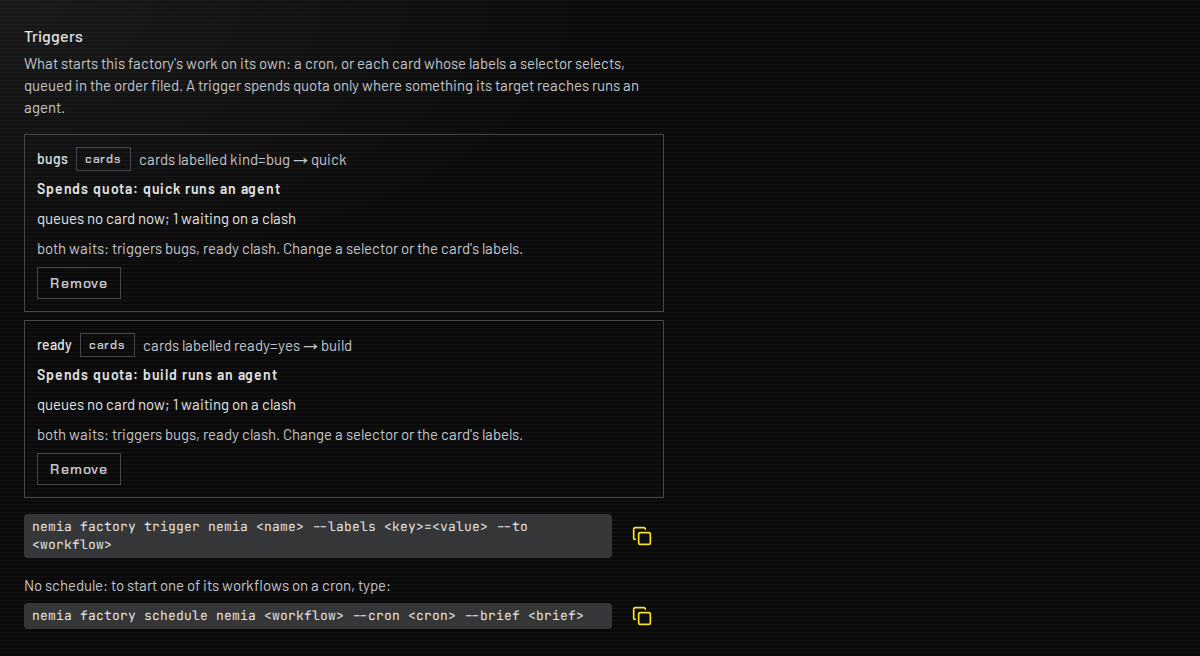 Triggers
What starts this factory's work on its own: a cron, or each card whose labels a selector selects,
queued in the order filed. A trigger spends quota only where something its target reaches runs an
agent.
bugs cards cards labelled kind=bug → quick
Spends quota: quick runs an agent
queues no card now; 1 waiting on a clash
both waits: triggers bugs, ready clash. Change a selector or the card's labels.
Remove
ready cards cards labelled ready=yes → build
Spends quota: build runs an agent
queues no card now; 1 waiting on a clash
both waits: triggers bugs, ready clash. Change a selector or the card's labels.
Remove
nemia factory trigger nemia <name> --labels <key>=<value> --to
<workflow>
No schedule: to start one of its workflows on a cron, type:
nemia factory schedule nemia <workflow> --cron <cron> --brief <brief>